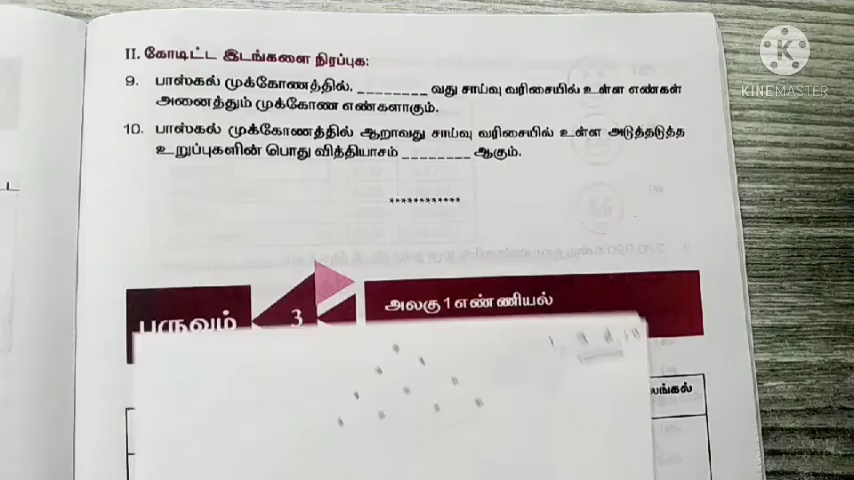 KINEMASTER
II. கோடிட்ட இடங்களை நிரப்புக:
9. பாஸ்கல் முக்கோணத்தில், ________ வது சாய்வு வரிசையில் உள்ள எண்கள்
அனைத்தும் முக்கோண எண்களாகும்.
10. பாஸ்கல் முக்கோணத்தில் ஆறாவது சாய்வு வரிசையில் உள்ள அடுத்தடுத்த
உறுப்புகளின் பொது வித்தியாசம் ________ ஆகும்.
************
பருவம் 3
அலகு 1 எண்ணியல்